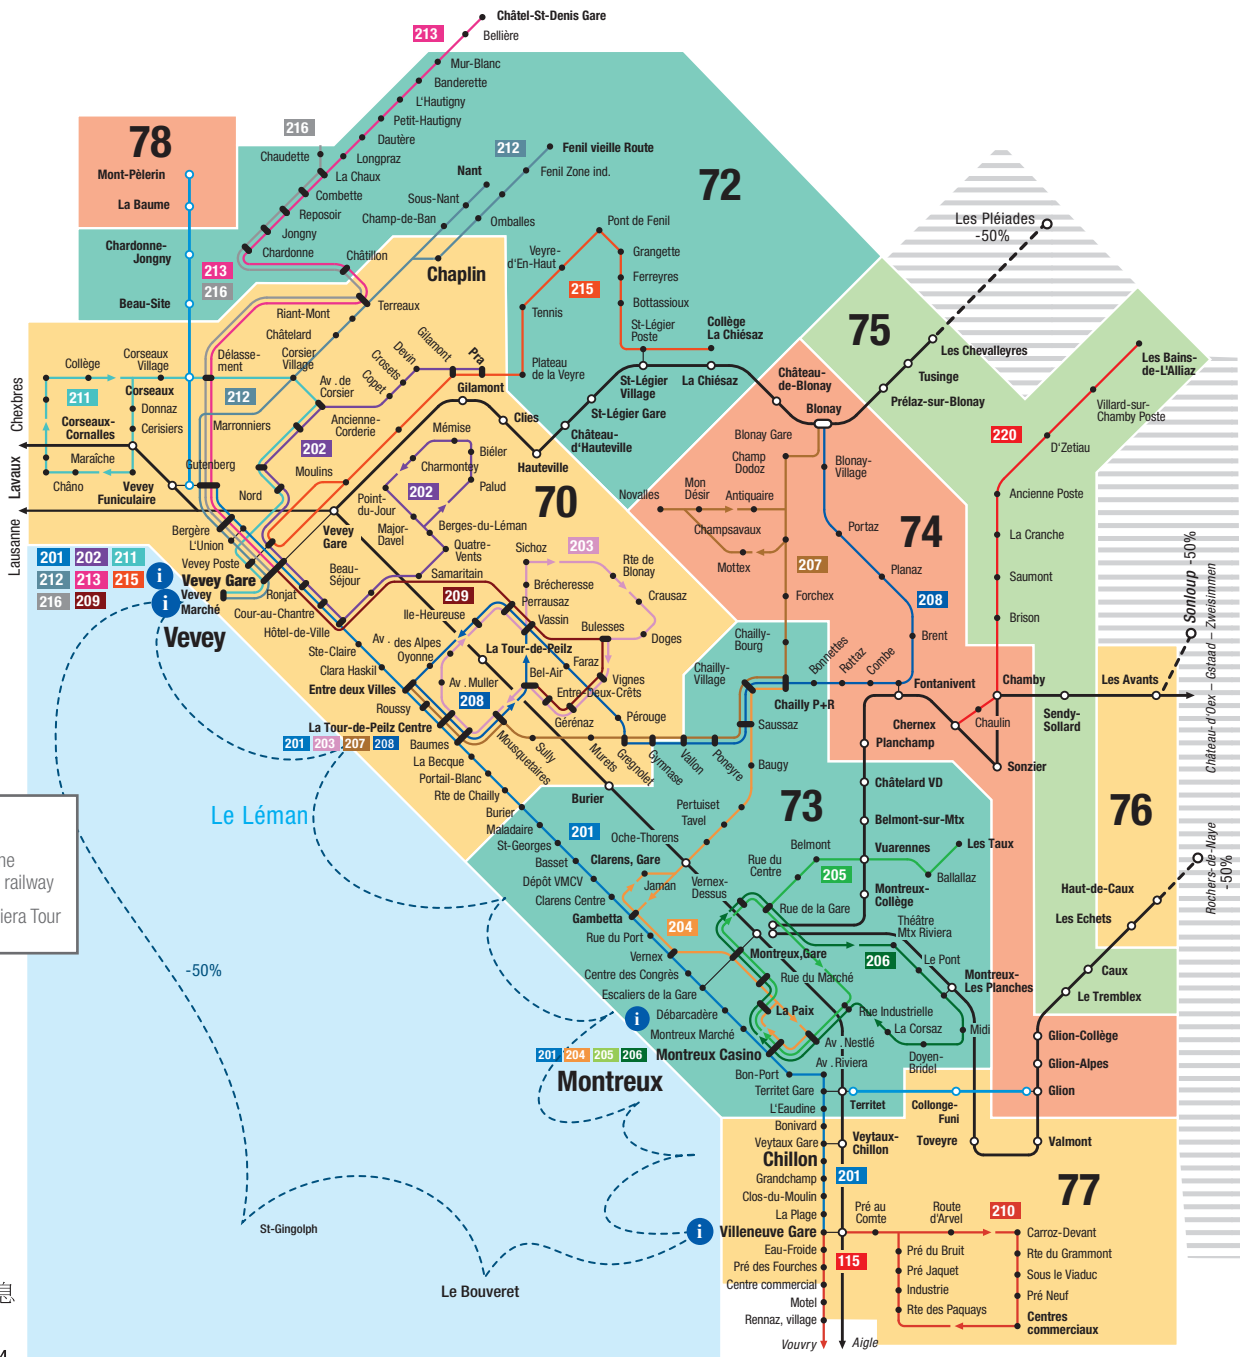 Châtel-St-Denis Gare
213
Bellière
Mur-Blanc
Banderette
L'Hautigny
Petit-Hautigny
Dautère
Longpraz
216
Chaudette
La Chaux
Combette
Reposoir
Jongny
Chardonne
Châtillon
213
216
78
Mont-Pèlerin
La Baume
Chardonne-
Jongny
Beau-Site
212
Fenil vieille Route
Fenil Zone ind.
Nant
Sous-Nant
Champ-de-Ban
Omballes
Chaplin
72
Pont de Fenil
Veyre-
d'En-Haut
Grangette
Ferreyres
215
Bottassioux
Tennis
St-Légier
Poste
Collège
La Chiésaz
Plateau
de la Veyre
St-Légier
Village
La Chiésaz
St-Légier Gare
Château-
d'Hauteville
Hauteville
Clies
Gilamont
Pra
Gilamont
Devin
Crosets
Copet
Terreaux
Riant-Mont
Châtelard
Corsier
Village
Délasse-
ment
Av. de
Corsier
Ancienne-
Corderie
212
Marronniers
202
Collège
Corseaux
Village
211
Corseaux
Donnaz
Cerisiers
Corseaux-
Cornalles
Maraîche
Châno
Vevey
Funiculaire
Gutenberg
Nord
Moulins
Chexbres
Lavaux
Lausanne
Mémise
Biéler
Charmontey
Palud
202
Point-
du-Jour
Major-
Davel
Berges-du-Léman
Quatre-
Vents
70
Vevey
Gare
Bergère
L'Union
Vevey Poste
Vevey Gare
Vevey
Marché
Ronjat
Beau-
Séjour
Samaritain
201 202 211
212 213 215
216 209
i
i
Vevey
Cour-au-Chantre
Hôtel-de-Ville
Ste-Claire
Clara Haskil
Entre deux Villes
Roussy
Sichoz
203
Rte de
Blonay
Brécheresse
Crausaz
Perrausaz
209
Ile-Heureuse
Vassin
Bulesses
Doges
Av. des Alpes
Oyonne
La Tour-de-Peilz
Bel-Air
Faraz
Vignes
Av. Muller
208
Entre-Deux-Crêts
Gérénaz
Pérouge
La Tour-de-Peilz Centre
201 203 207 208
Baumes
La Becque
Portail-Blanc
Rte de Chailly
Burier
Maladaire
St-Georges
Basset
Dépôt VMCV
Clarens Centre
Gambetta
Rue du Port
Vernex
Centre des Congrès
Escaliers de la Gare
Débarcadère
Montreux Marché
Mousquetaires
Sully
Murets
Gregnolet
Gymnase
Vallon
Poneyre
Burier
201
75
Les Pléiades
-50%
Les Chevalleyres
Tusinge
Prélaz-sur-Blonay
Château-
de-Blonay
Blonay
Blonay Gare
Champ
Dodoz
Blonay-
Village
Novalles
Mon
Désir
Antiquaire
Champsavaux
Mottex
207
Forchex
Portaz
Planaz
208
Brent
74
Chailly-
Bourg
Chailly-
Village
Bonnettes
Rottaz
Combe
Chailly P+R
Saussaz
Baugy
Fontanivent
Chernex
Planchamp
Châtelard VD
Belmont-sur-Mtx
Vuarennes
Montreux-
Collège
Les Bains-
de-L'Alliaz
Villard-sur-
Chamby Poste
D'Zetiau
220
Ancienne Poste
La Cranche
Saumont
Brison
Chamby
Chaulin
Sonzier
Sendy-
Sollard
Les Avants
Sonloup -50%
Château-d'Oex – Gstaad – Zweisimmen
Rochers-de-Naye
-50%
76
Haut-de-Caux
Les Echets
Caux
Le Tremblex
Glion-Collège
Glion-Alpes
Glion
Valmont
Toveyre
Collonge-
Funi
Territet
73
Pertuiset
Tavel
Oche-Thorens
Clarens, Gare
Jaman
Vernex-
Dessus
204
Belmont
Rue du
Centre
205
Les Taux
Ballallaz
Rue de la Gare
Théâtre
Mtx Riviera
206
Le Pont
Montreux-
Les Planches
Montreux,Gare
Rue du Marché
La Paix
Rue Industrielle
La Corsaz
Midi
Doyen-
Bridel
Av. Nestlé
Av. Riviera
i
201 204 205 206
Montreux Casino
Montreux
Bon-Port
Territet Gare
L'Eaudine
Bonivard
Veytaux Gare
Veytaux-
Chillon
Chillon
Grandchamp
Clos-du-Moulin
La Plage
201
i
Villeneuve Gare
Eau-Froide
Pré des Fourches
Centre commercial
Motel
Rennaz, village
Vouvry
Aigle
115
77
Pré au
Comte
Route
d'Arvel
210
Carroz-Devant
Rte du Grammont
Sous le Viaduc
Pré Neuf
Centres
commerciaux
Pré du Bruit
Pré Jaquet
Industrie
Rte des Paquays
Le Léman
-50%
St-Gingolph
Le Bouveret
ne
railway
iera Tour